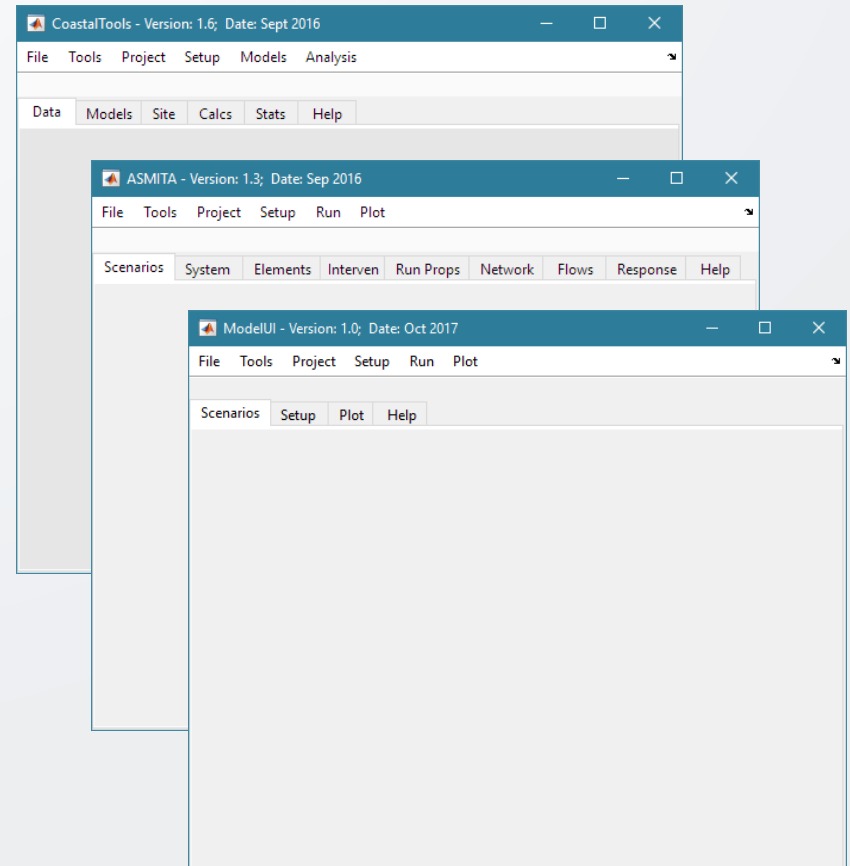 CoastalTools - Version: 1.6; Date: Sept 2016
File Tools Project Setup Models Analysis
Data Models Site Calcs Stats Help
ASMITA - Version: 1.3; Date: Sep 2016
File Tools Project Setup Run Plot
Scenarios System Elements Interven Run Props Network Flows Response Help
ModelUI - Version: 1.0; Date: Oct 2017
File Tools Project Setup Run Plot
Scenarios Setup Plot Help